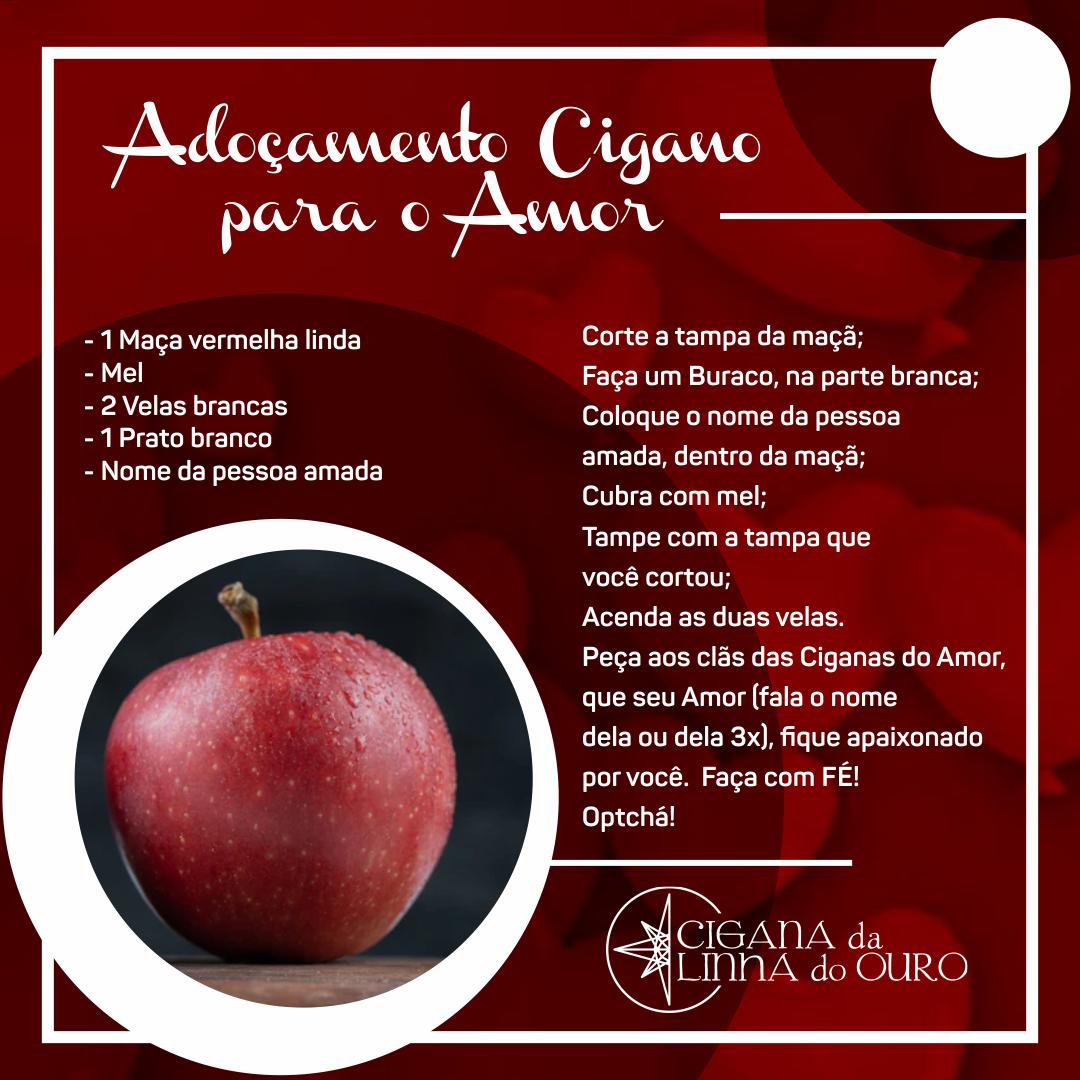 Adoçamento Cigano
para o Amor
- 1 Maça vermelha linda
- Mel
- 2 Velas brancas
- 1 Prato branco
- Nome da pessoa amada
Corte a tampa da maçã;
Faça um Buraco, na parte branca;
Coloque o nome da pessoa
amada, dentro da maçã;
Cubra com mel;
Tampe com a tampa que
você cortou;
Acenda as duas velas.
Peça aos clãs das Ciganas do Amor,
que seu Amor (fala o nome
dela ou dela 3x), fique apaixonado
por você.  Faça com FÉ!
Optchá!
CIGANA da
LINHA do OURO